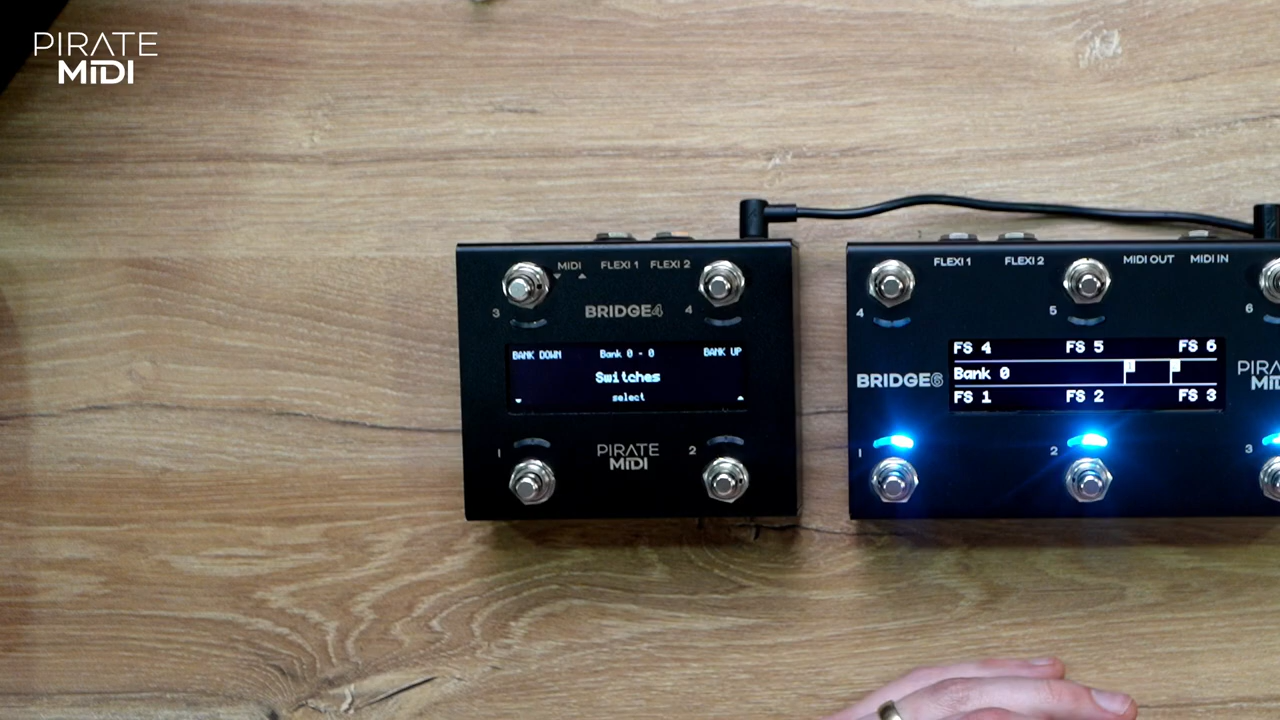 PIRATE
MIDI
MIDI FLEXI 1 FLEXI 2
3 BRIDGE4 4
BANK DOWN Bank 0 - 0 BANK UP
Switches
select
1 PIRATE 2
MIDI
FLEXI 1 FLEXI 2 MIDI OUT MIDI IN
4 5 6
FS 4 FS 5 FS 6
Bank 0
BRIDGE6
FS 1 FS 2 FS 3
1 2 3